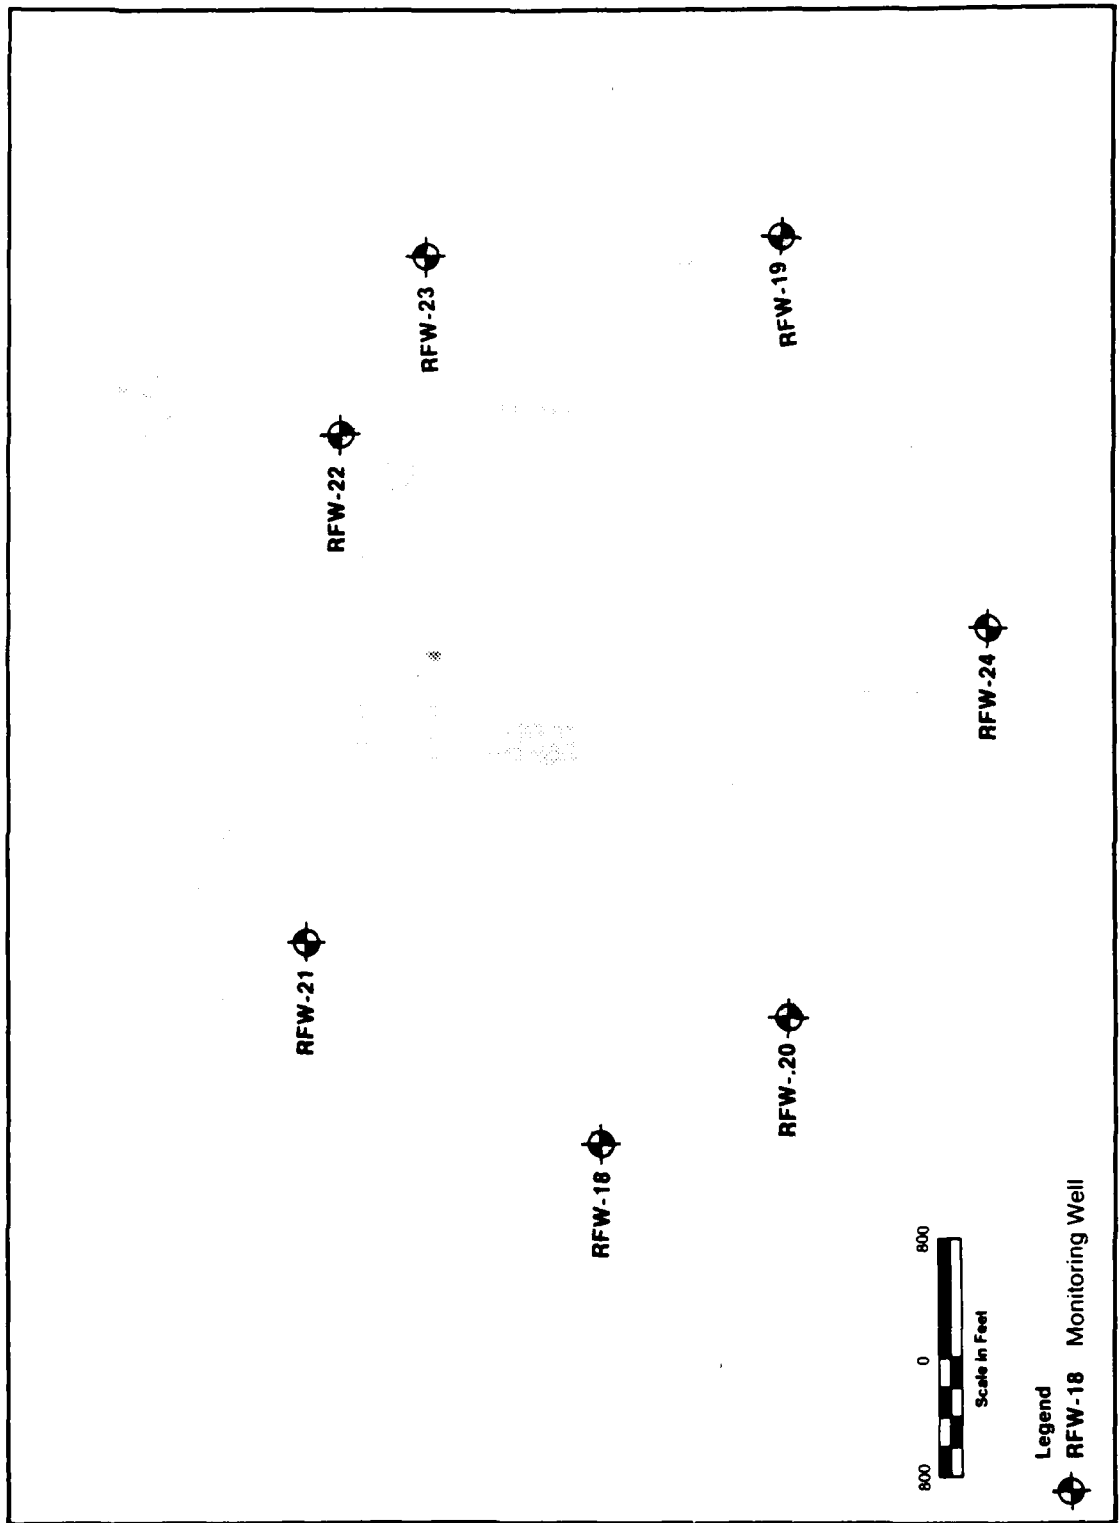 RFW-21
RFW-22
RFW-23
RFW-18
RFW-.20
RFW-19
RFW-24
800 0 800
Scale in Feet
Legend
RFW-18 Monitoring Well